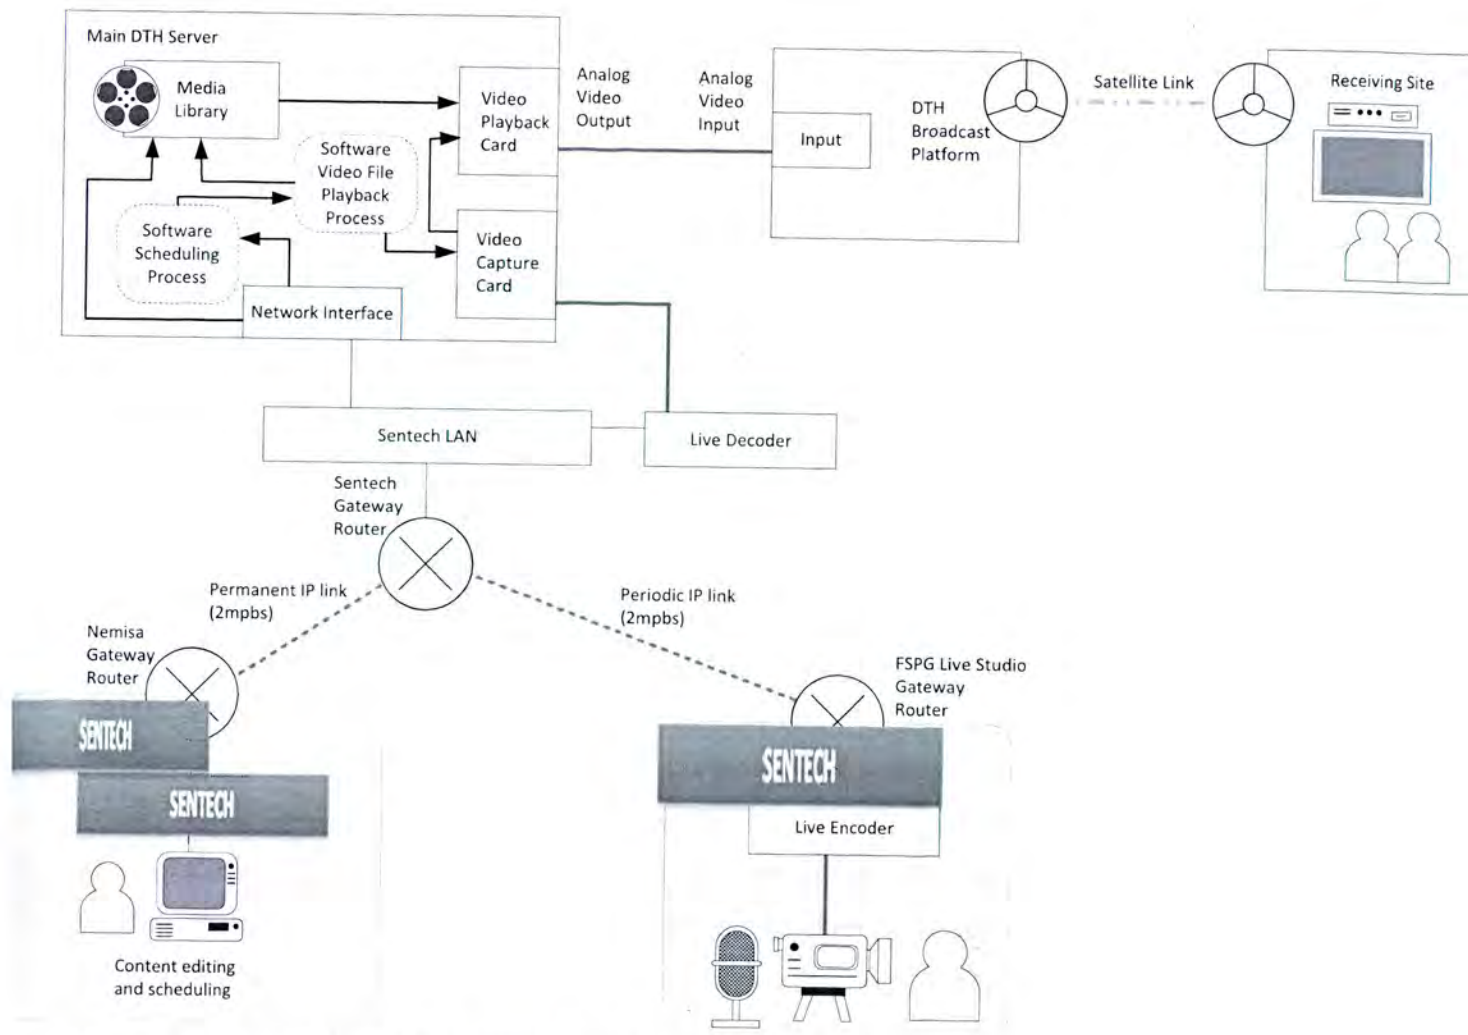 Main DTH Server
Media
Library
Video
Playback
Card
Software
Video File
Playback
Process
Software
Scheduling
Process
Video
Capture
Card
Network Interface
Analog
Video
Output
Analog
Video
Input
Input
DTH
Broadcast
Platform
Satellite Link
Receiving Site
Sentech LAN
Live Decoder
Sentech
Gateway
Router
Permanent IP link
(2mpbs)
Periodic IP link
(2mpbs)
Nemisa
Gateway
Router
FSPG Live Studio
Gateway
Router
SENTECH
SENTECH
SENTECH
Live Encoder
Content editing
and scheduling